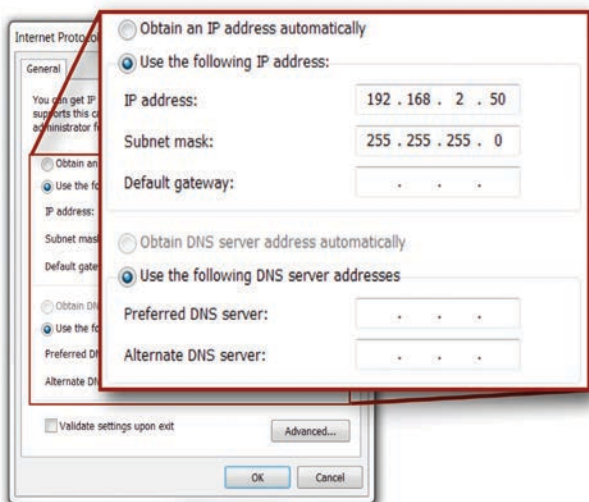 Obtain an IP address automatically
Use the following IP address:
IP address: 192 . 168 . 2 . 50
Subnet mask: 255 . 255 . 255 . 0
Default gateway: . . .
Obtain DNS server address automatically
Use the following DNS server addresses
Preferred DNS server: . . .
Alternate DNS server: . . .
Internet Protoco
General
You can get IP
supports this ca
administrator fo
Obtain an
Use the fo
IP address:
Subnet mas
Default gate
Obtain DN
Use the fo
Preferred DN
Alternate DN
Validate settings upon exit
Advanced...
OK Cancel